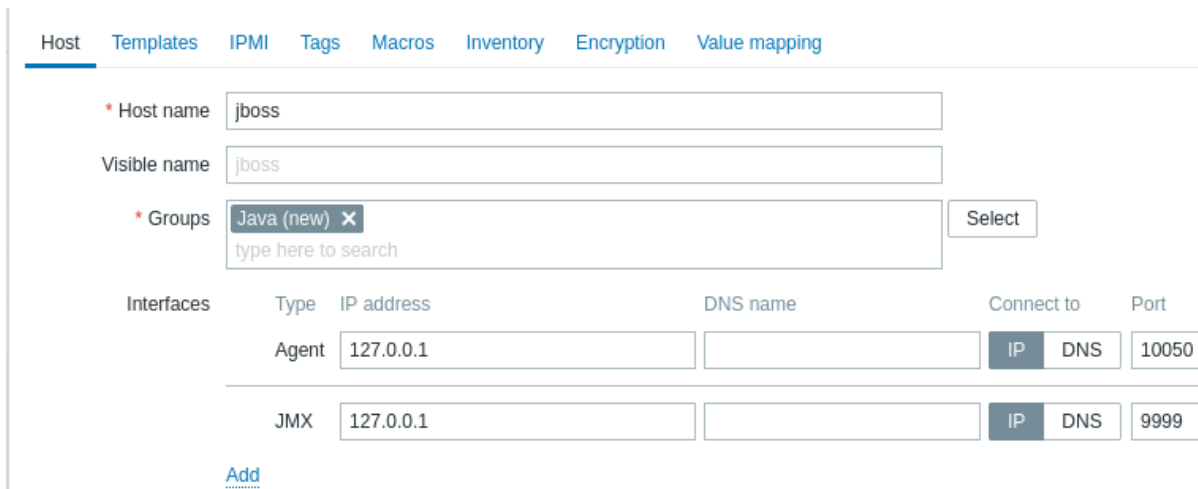 Host Templates IPMI Tags Macros Inventory Encryption Value mapping
* Host name jboss
Visible name jboss
* Groups Java (new) Select
type here to search
Interfaces Type IP address DNS name Connect to Port
Agent 127.0.0.1 IP DNS 10050
JMX 127.0.0.1 IP DNS 9999
Add